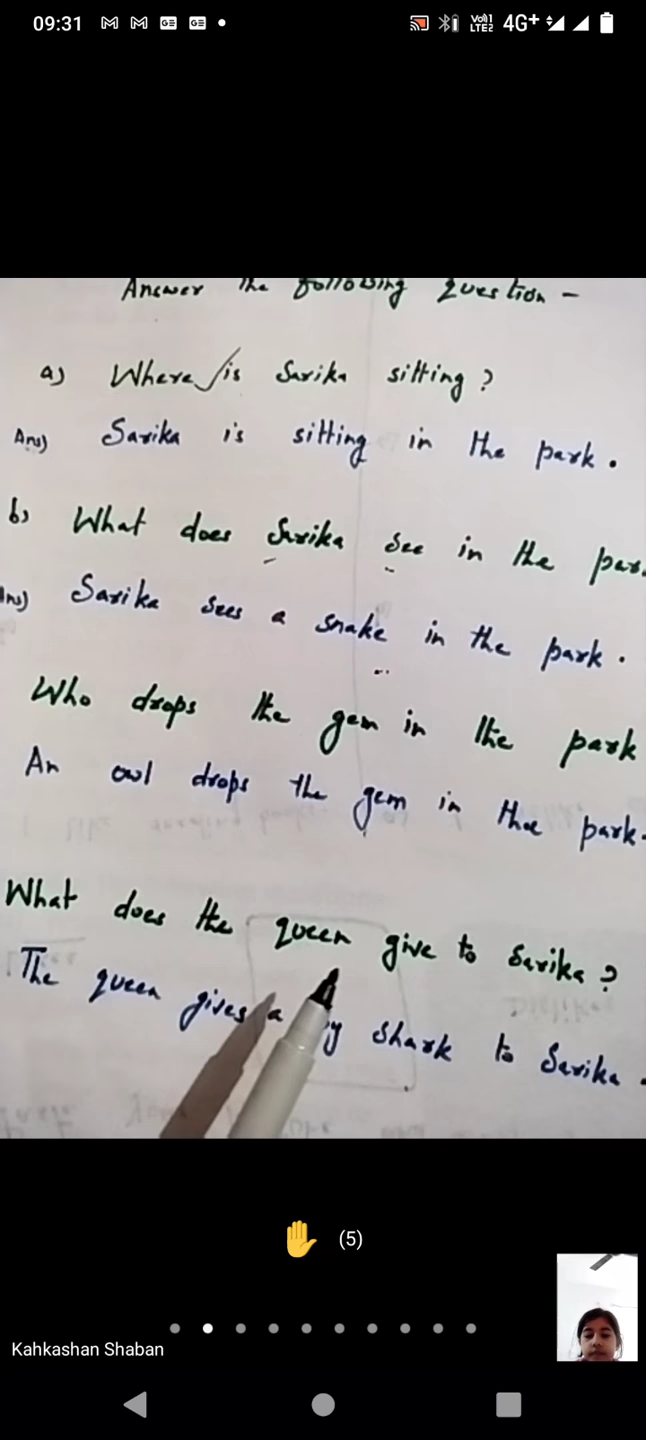 09:31
Vo)) LTE2 4G+
Answer the following question -
a) Where is Sarika sitting ?
Ans) Sarika is sitting in the park .
b) What does Sarika see in the par
Ans) Sarika sees a snake in the park .
Who drops the gem in the park
An owl drops the gem in the park.
What does the queen give to Sarika ?
The queen gives a shark to Sarika .
(5)
Kahkashan Shaban